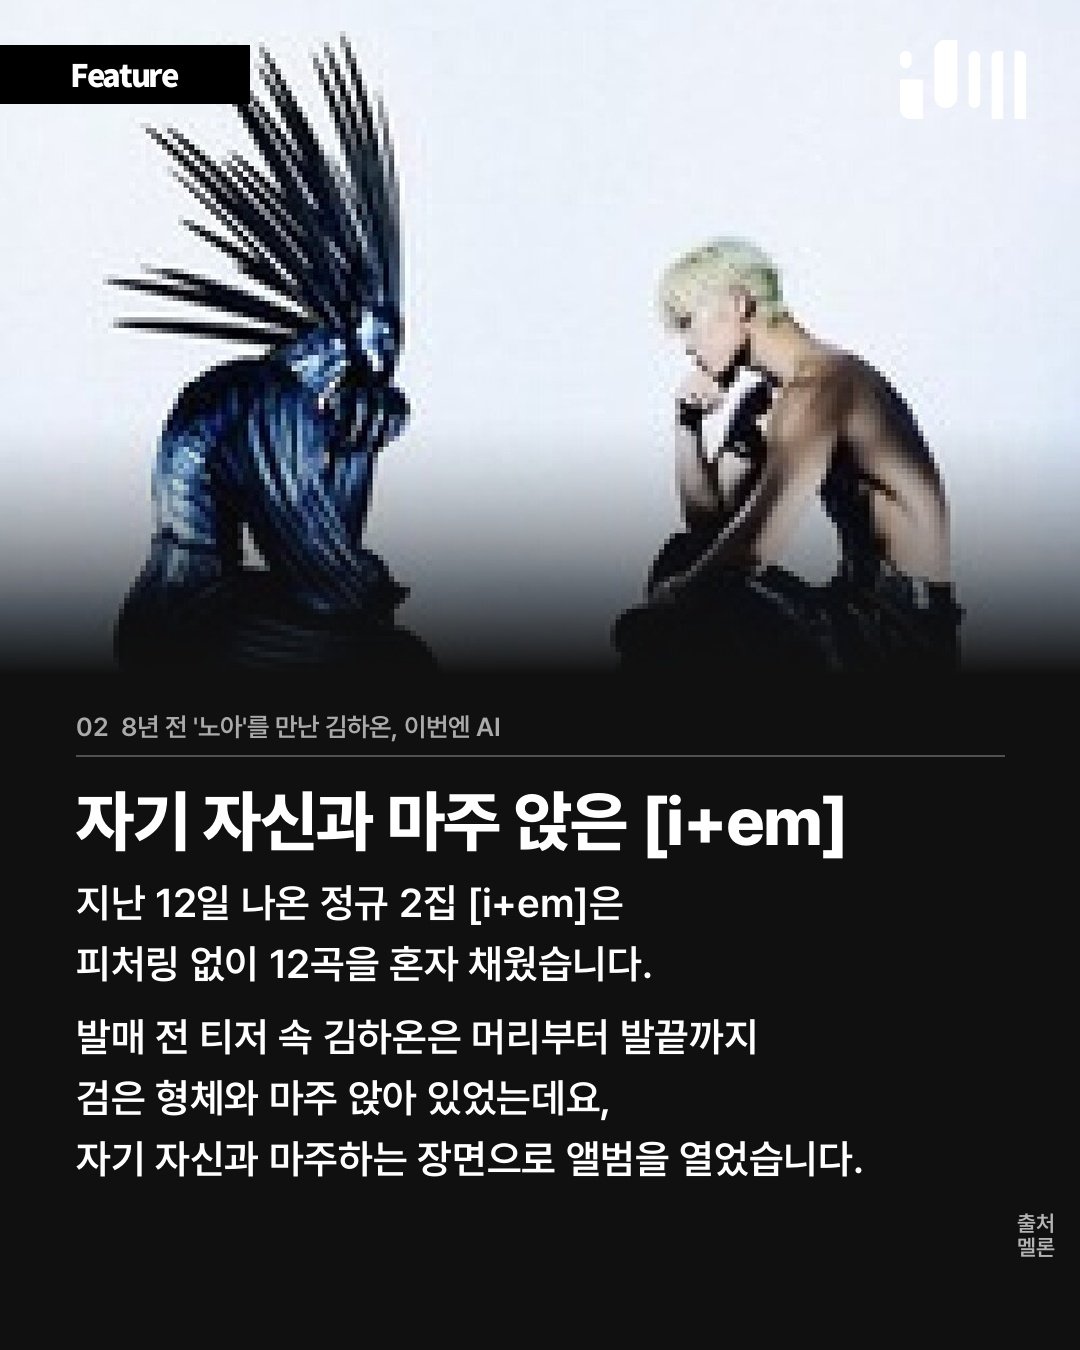 Feature
02 8년 전 '노아'를 만난 김하온, 이번엔 AI
자기 자신과 마주 앉은 [i+em]
지난 12일 나온 정규 2집 [i+em]은
피처링 없이 12곡을 혼자 채웠습니다.
발매 전 티저 속 김하온은 머리부터 발끝까지
검은 형체와 마주 앉아 있었는데요,
자기 자신과 마주하는 장면으로 앨범을 열었습니다.
출처
멜론